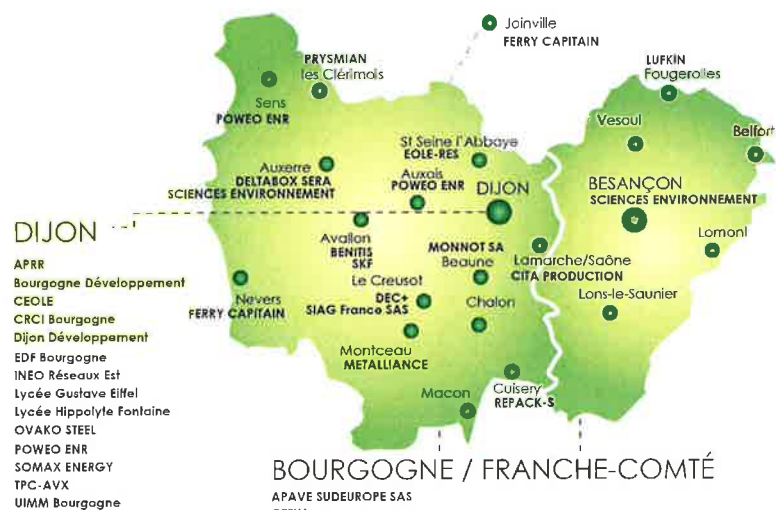 Joinville
FERRY CAPITAIN
PRYSMIAN
les Clérimois
LUFKIN
Fougerolles
Sens
POWEO ENR
Vesoul
Belfort
St Seine l'Abbaye
EOLE-RES
Auxerre
DELTABOX SERA
SCIENCES ENVIRONNEMENT
Auxois
POWEO ENR
DIJON
BESANÇON
SCIENCES ENVIRONNEMENT
Avallon
BENITIS
SKF
MONNOT SA
Beaune
Lamarche/Saône
CITA PRODUCTION
Lomont
Nevers
FERRY CAPITAIN
Le Creusot
DEC+
SIAG France SAS
Chalon
Lons-le-Saunier
Montceau
METALLIANCE
Cuisery
REPACK-S
Macon
DIJON
APRR
Bourgogne Développement
CEOLE
CRCI Bourgogne
Dijon Développement
EDF Bourgogne
INEO Réseaux Est
Lycée Gustave Eiffel
Lycée Hippolyte Fontaine
OVAKO STEEL
POWEO ENR
SOMAX ENERGY
TPC-AVX
UIMM Bourgogne
BOURGOGNE / FRANCHE-COMTÉ
APAVE SUDEUROPE SAS